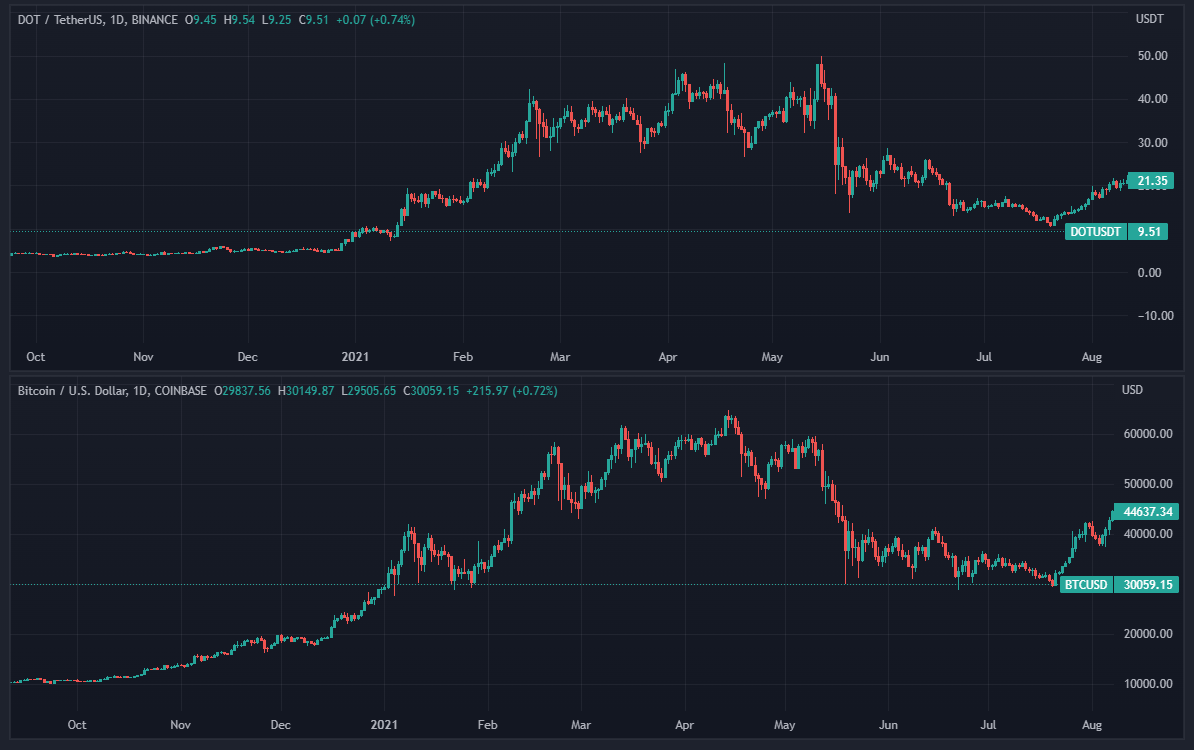 DOT / TetherUS, 1D, BINANCE O9.45 H9.54 L9.25 C9.51 +0.07 (+0.74%)
USDT
50.00
40.00
30.00
21.35
DOTUSDT 9.51
0.00
−10.00
Oct Nov Dec 2021 Feb Mar Apr May Jun Jul Aug
Bitcoin / U.S. Dollar, 1D, COINBASE O29837.56 H30149.87 L29505.65 C30059.15 +215.97 (+0.72%)
USD
60000.00
50000.00
44637.34
40000.00
BTCUSD 30059.15
20000.00
10000.00
Oct Nov Dec 2021 Feb Mar Apr May Jun Jul Aug